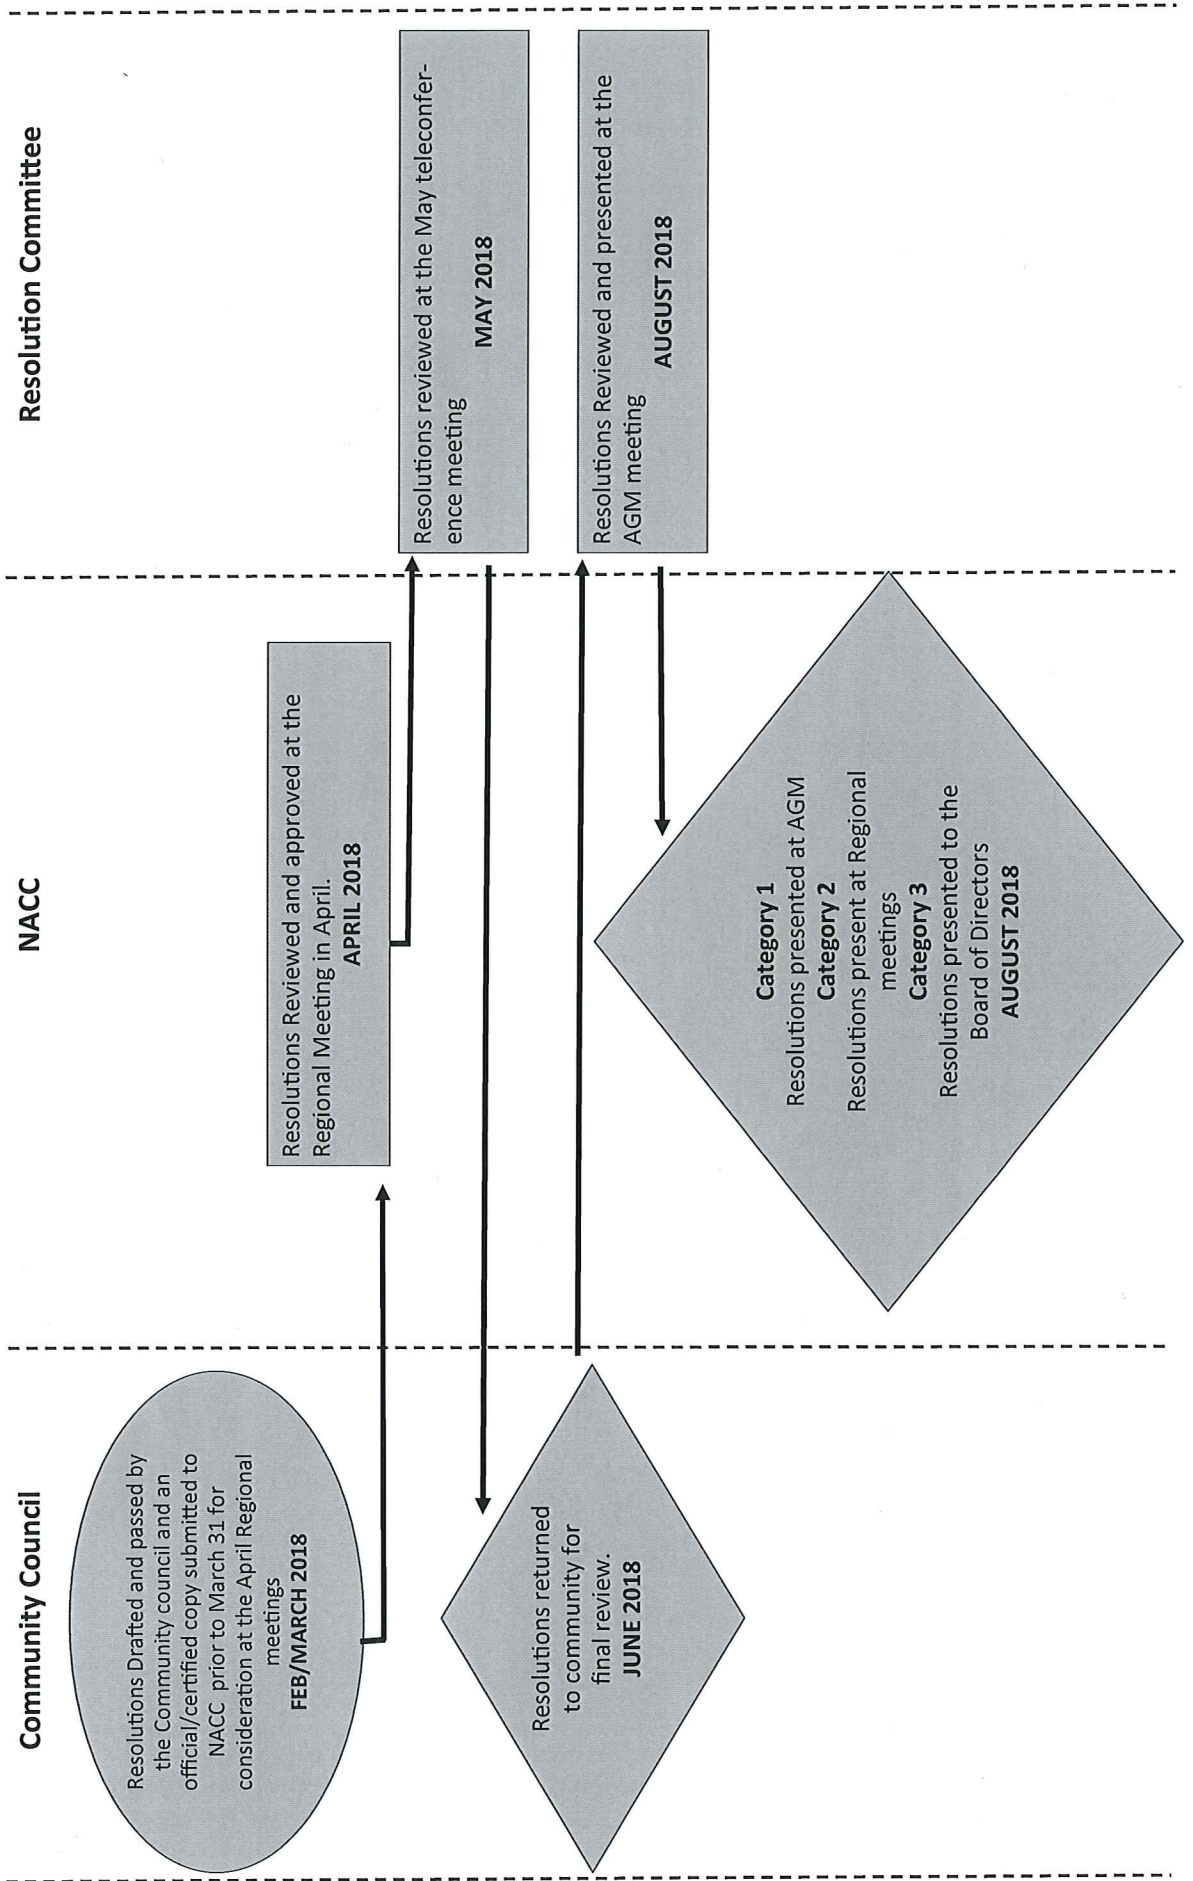 Community Council
NACC
Resolution Committee
Resolutions Drafted and passed by
the Community council and an
official/certified copy submitted to
NACC prior to March 31 for
consideration at the April Regional
meetings
FEB/MARCH 2018
Resolutions Reviewed and approved at the
Regional Meeting in April.
APRIL 2018
Resolutions reviewed at the May teleconfer-
ence meeting
MAY 2018
Resolutions returned
to community for
final review.
JUNE 2018
Resolutions Reviewed and presented at the
AGM meeting
AUGUST 2018
Category 1
Resolutions presented at AGM
Category 2
Resolutions present at Regional
meetings
Category 3
Resolutions presented to the
Board of Directors
AUGUST 2018